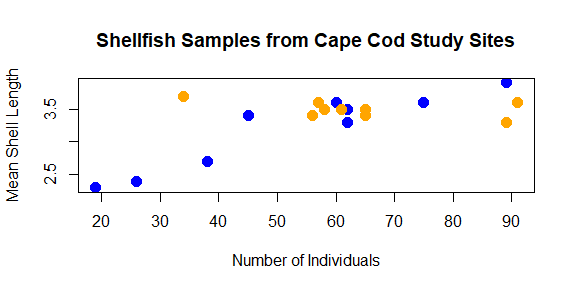 Shellfish Samples from Cape Cod Study Sites
Mean Shell Length
3.5
2.5
20 30 40 50 60 70 80 90
Number of Individuals